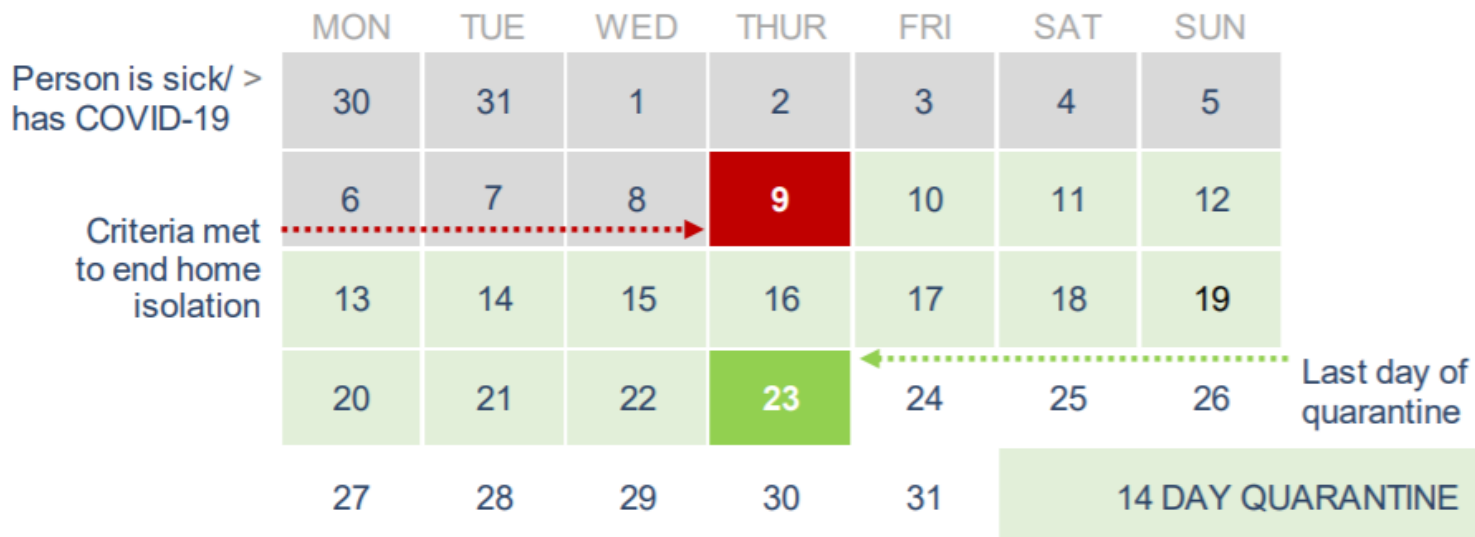 MON TUE WED THUR FRI SAT SUN
Person is sick/ >
has COVID-19
30 31 1 2 3 4 5
6 7 8 9 10 11 12
Criteria met
to end home
isolation
13 14 15 16 17 18 19
20 21 22 23 24 25 26
Last day of
quarantine
27 28 29 30 31
14 DAY QUARANTINE